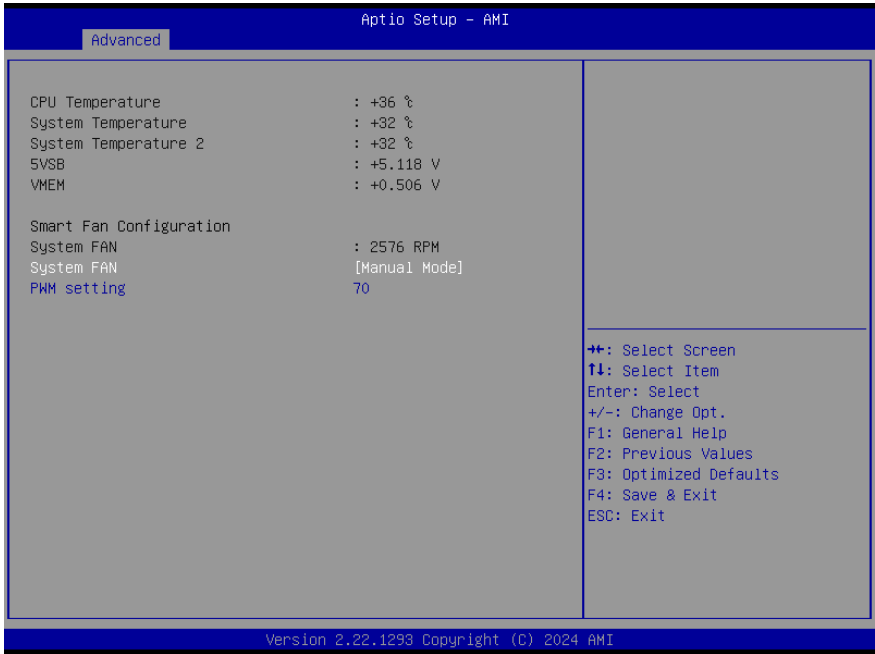 Aptio Setup – AMI
Advanced
CPU Temperature : +36 ℃
System Temperature : +32 ℃
System Temperature 2 : +32 ℃
5VSB : +5.118 V
VMEM : +0.506 V
Smart Fan Configuration
System FAN : 2576 RPM
System FAN [Manual Mode]
PWM setting 70
→←: Select Screen
↑↓: Select Item
Enter: Select
+/-: Change Opt.
F1: General Help
F2: Previous Values
F3: Optimized Defaults
F4: Save & Exit
ESC: Exit
Version 2.22.1293 Copyright (C) 2024 AMI